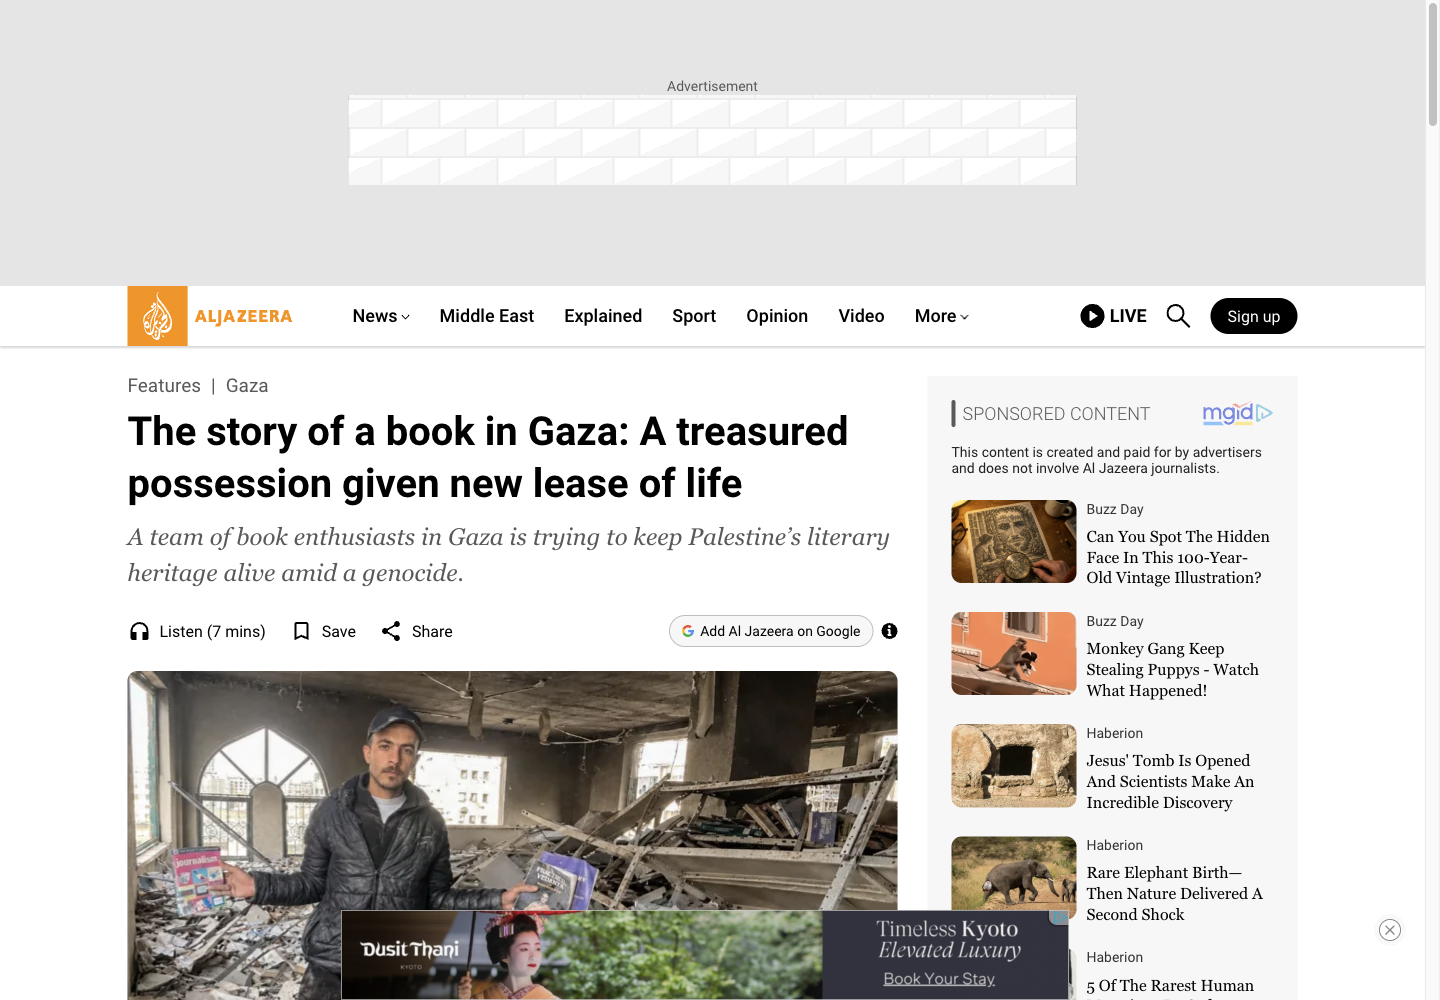 Advertisement
ALJAZEERA
News
Middle East
Explained
Sport
Opinion
Video
More
LIVE
Sign up
Features | Gaza
The story of a book in Gaza: A treasured
possession given new lease of life
A team of book enthusiasts in Gaza is trying to keep Palestine’s literary
heritage alive amid a genocide.
Listen (7 mins)
Save
Share
Add Al Jazeera on Google
journalism
Dusit Thani
KYOTO
Timeless Kyoto
Elevated Luxury
Book Your Stay
SPONSORED CONTENT
mgid
This content is created and paid for by advertisers
and does not involve Al Jazeera journalists.
Buzz Day
Can You Spot The Hidden
Face In This 100-Year-
Old Vintage Illustration?
Buzz Day
Monkey Gang Keep
Stealing Puppys - Watch
What Happened!
Haberion
Jesus' Tomb Is Opened
And Scientists Make An
Incredible Discovery
Haberion
Rare Elephant Birth—
Then Nature Delivered A
Second Shock
Haberion
5 Of The Rarest Human